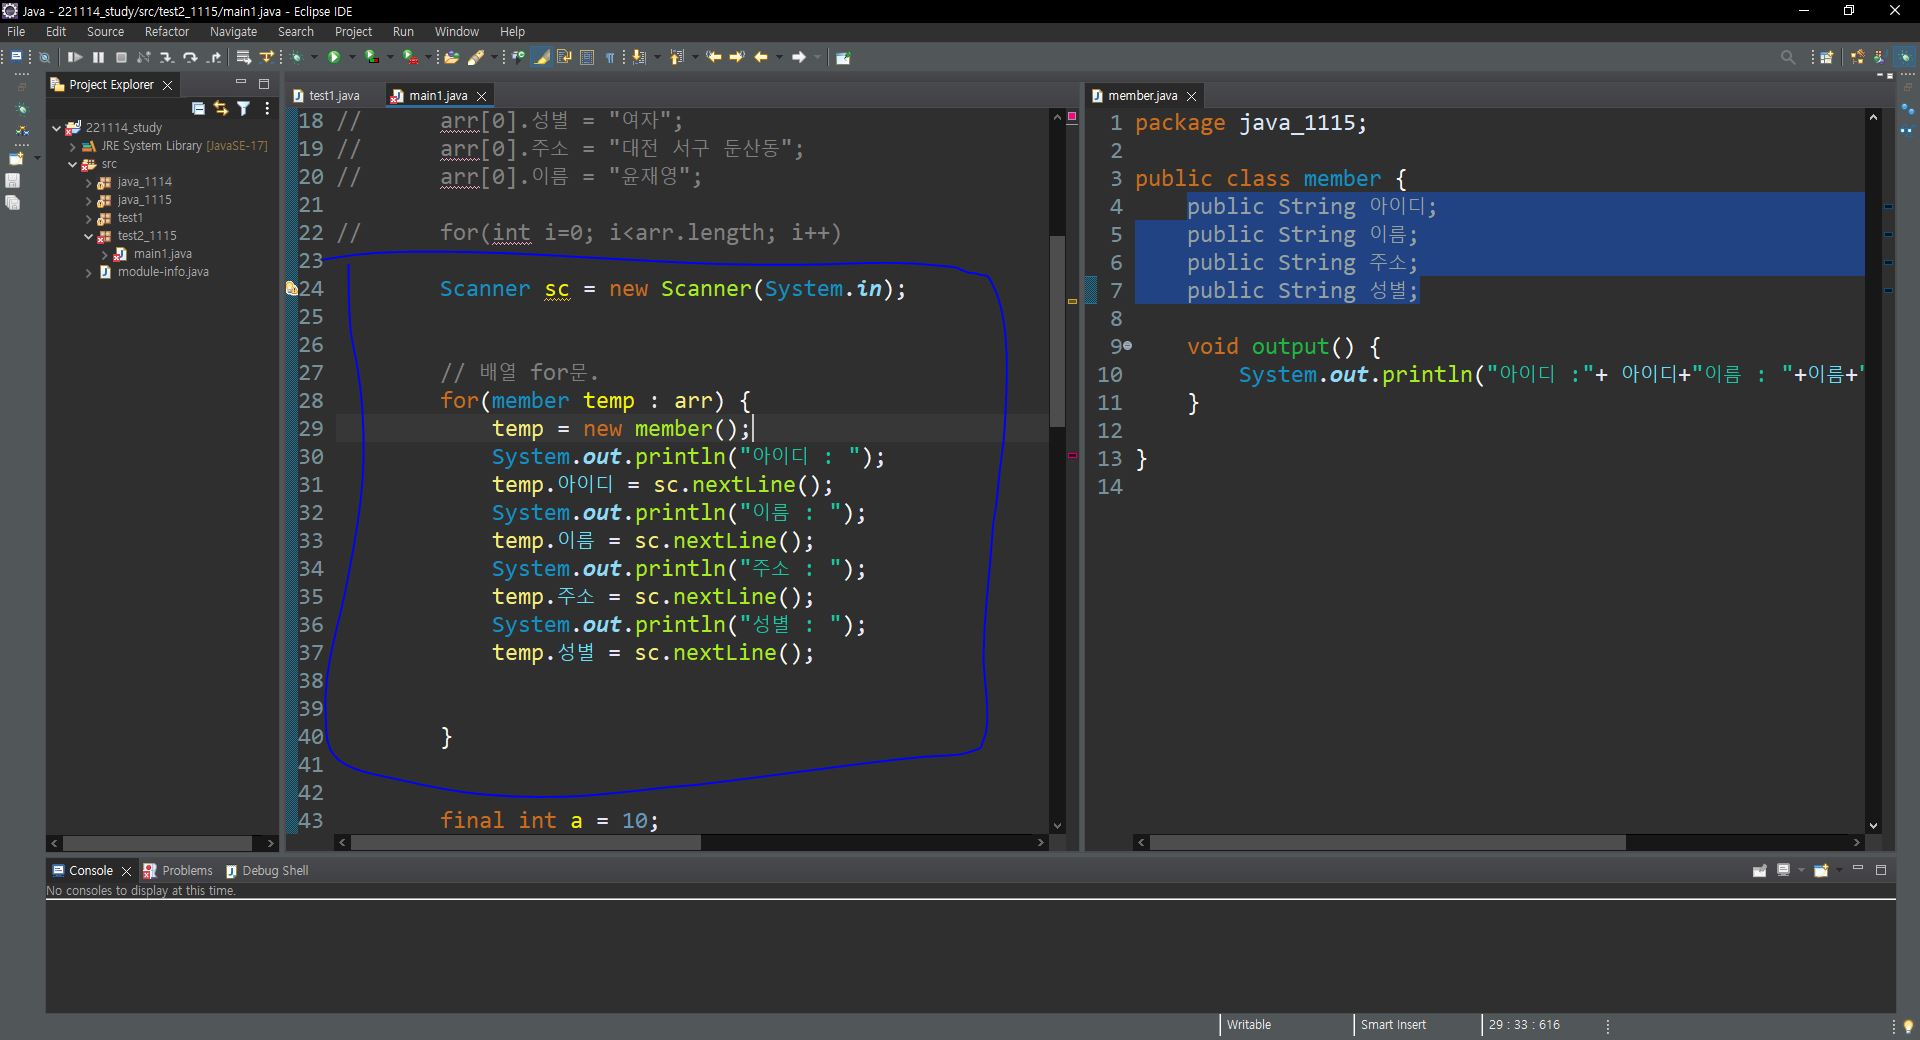 Java - 221114_study/src/test2_1115/main1.java - Eclipse IDE
File Edit Source Refactor Navigate Search Project Run Window Help
Project Explorer
221114_study
JRE System Library [JavaSE-17]
src
java_1114
java_1115
test1
test2_1115
main1.java
module-info.java
test1.java main1.java
18 // arr[0].성별 = "여자";
19 // arr[0].주소 = "대전 서구 둔산동";
20 // arr[0].이름 = "윤재영";
21
22 // for(int i=0; i<arr.length; i++)
23
24 Scanner sc = new Scanner(System.in);
25
26
27 // 배열 for문.
28 for(member temp : arr) {
29 temp = new member();
30 System.out.println("아이디 : ");
31 temp.아이디 = sc.nextLine();
32 System.out.println("이름 : ");
33 temp.이름 = sc.nextLine();
34 System.out.println("주소 : ");
35 temp.주소 = sc.nextLine();
36 System.out.println("성별 : ");
37 temp.성별 = sc.nextLine();
38
39
40 }
41
42
43 final int a = 10;
member.java
1 package java_1115;
2
3 public class member {
4 public String 아이디;
5 public String 이름;
6 public String 주소;
7 public String 성별;
8
9 void output() {
10 System.out.println("아이디 :"+ 아이디+"이름 : "+이름+"
11 }
12
13 }
14
Console Problems Debug Shell
No consoles to display at this time.
Writable Smart Insert 29 : 33 : 616